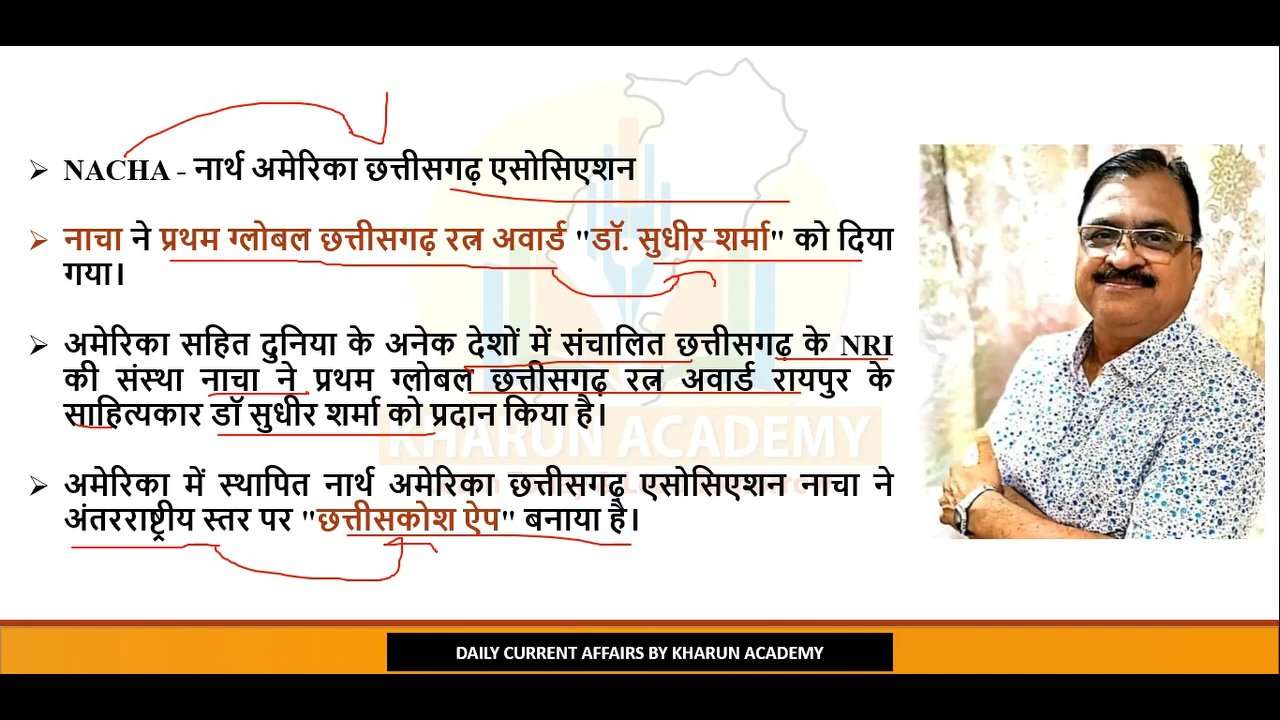 ➢ NACHA - नार्थ अमेरिका छत्तीसगढ़ एसोसिएशन
➢ नाचा ने प्रथम ग्लोबल छत्तीसगढ़ रत्न अवार्ड "डॉ. सुधीर शर्मा" को दिया
गया।
➢ अमेरिका सहित दुनिया के अनेक देशों में संचालित छत्तीसगढ़ के NRI
की संस्था नाचा ने प्रथम ग्लोबल छत्तीसगढ़ रत्न अवार्ड रायपुर के
साहित्यकार डॉ सुधीर शर्मा को प्रदान किया है।
KHARUN ACADEMY
➢ अमेरिका में स्थापित नार्थ अमेरिका छत्तीसगढ़ एसोसिएशन नाचा ने
अंतरराष्ट्रीय स्तर पर "छत्तीसकोश ऐप" बनाया है।
DAILY CURRENT AFFAIRS BY KHARUN ACADEMY